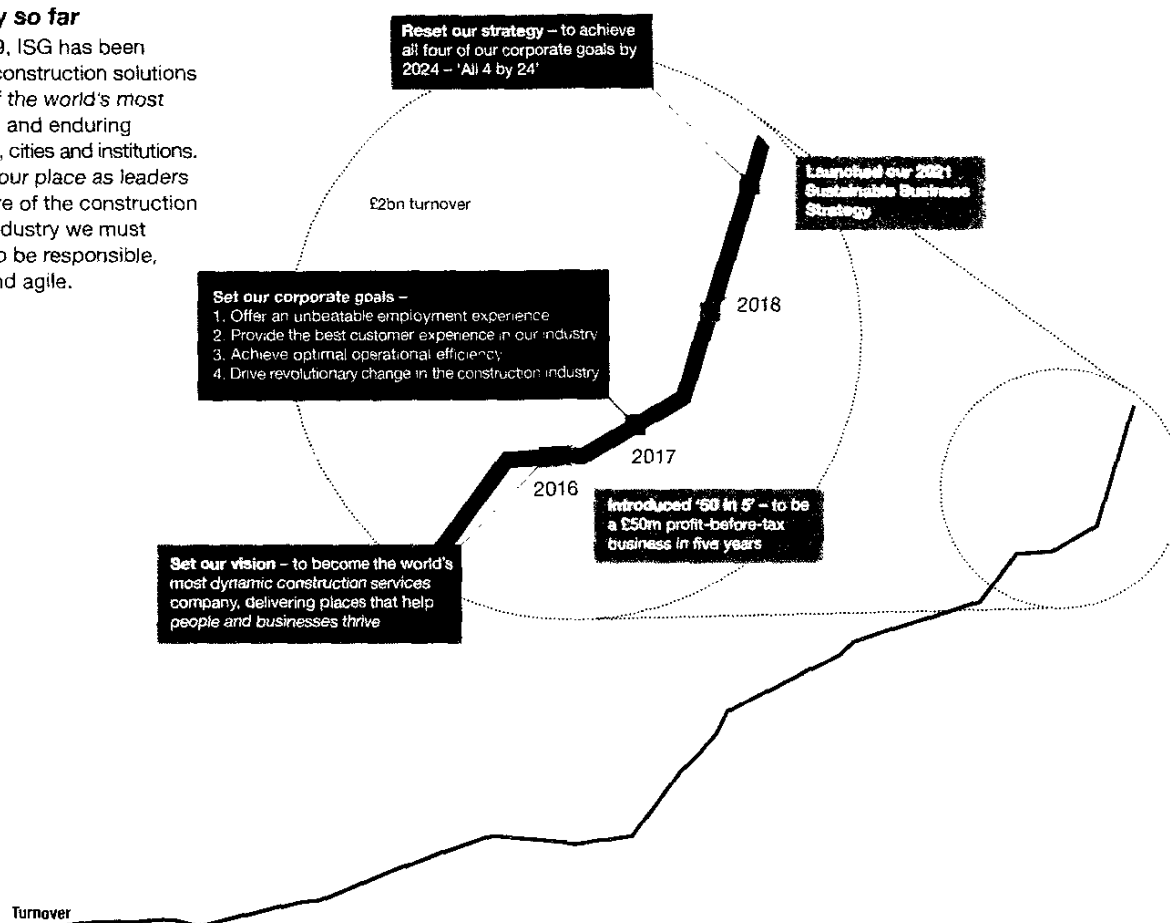 y so far
9, ISG has been
construction solutions
f the world's most
and enduring
, cities and institutions.
our place as leaders
re of the construction
dustry we must
o be responsible,
nd agile.
Reset our strategy – to achieve
all four of our corporate goals by
2024 – 'All 4 by 24'
Launched our 2021
Sustainable Business
Strategy
£2bn turnover
Set our corporate goals –
1. Offer an unbeatable employment experience
2. Provide the best customer experience in our industry
3. Achieve optimal operational efficiency
4. Drive revolutionary change in the construction industry
2018
2017
2016
Introduced '50 in 5' – to be
a £50m profit-before-tax
business in five years
Set our vision – to become the world's
most dynamic construction services
company, delivering places that help
people and businesses thrive
Turnover